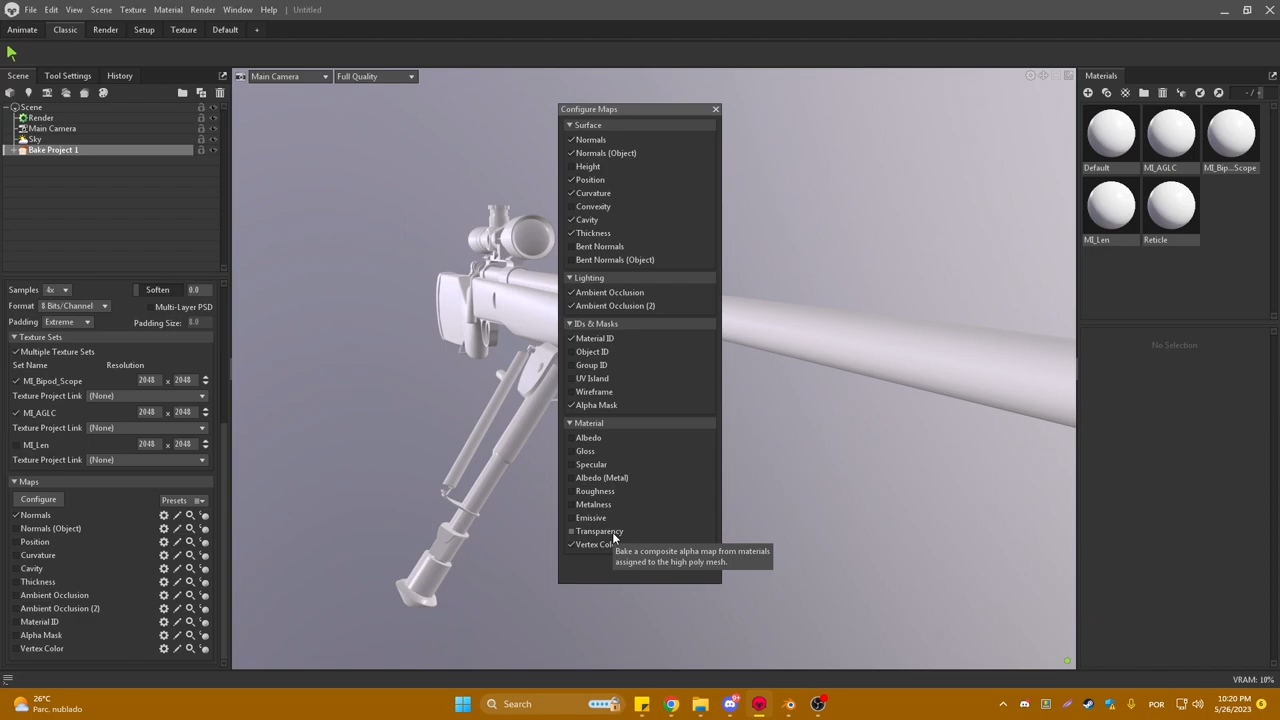 File Edit View Scene Texture Material Render Window Help Untitled
Animate Classic Render Setup Texture Default +
Scene Tool Settings History
Main Camera Full Quality
Materials
- /
Scene
Render
Main Camera
Sky
Bake Project 1
Default MI_AGLC MI_Bip...Scope
MI_Len Reticle
No Selection
Samples 4x Soften 0.0
Format 8 Bits/Channel Multi-Layer PSD
Padding Extreme Padding Size: 8.0
Texture Sets
Multiple Texture Sets
Set Name Resolution
MI_Bipod_Scope 2048 x 2048
Texture Project Link (None)
MI_AGLC 2048 x 2048
Texture Project Link (None)
MI_Len 2048 x 2048
Texture Project Link (None)
Maps
Configure Presets
Normals
Normals (Object)
Position
Curvature
Cavity
Thickness
Ambient Occlusion
Ambient Occlusion (2)
Material ID
Alpha Mask
Vertex Color
Configure Maps
Surface
Normals
Normals (Object)
Height
Position
Curvature
Convexity
Cavity
Thickness
Bent Normals
Bent Normals (Object)
Lighting
Ambient Occlusion
Ambient Occlusion (2)
IDs & Masks
Material ID
Object ID
Group ID
UV Island
Wireframe
Alpha Mask
Material
Albedo
Gloss
Specular
Albedo (Metal)
Roughness
Metalness
Emissive
Transparency
Vertex Col
Bake a composite alpha map from materials
assigned to the high poly mesh.
VRAM: 10%
26°C
Parc. nublado
Search
POR
10:20 PM
5/26/2023
6